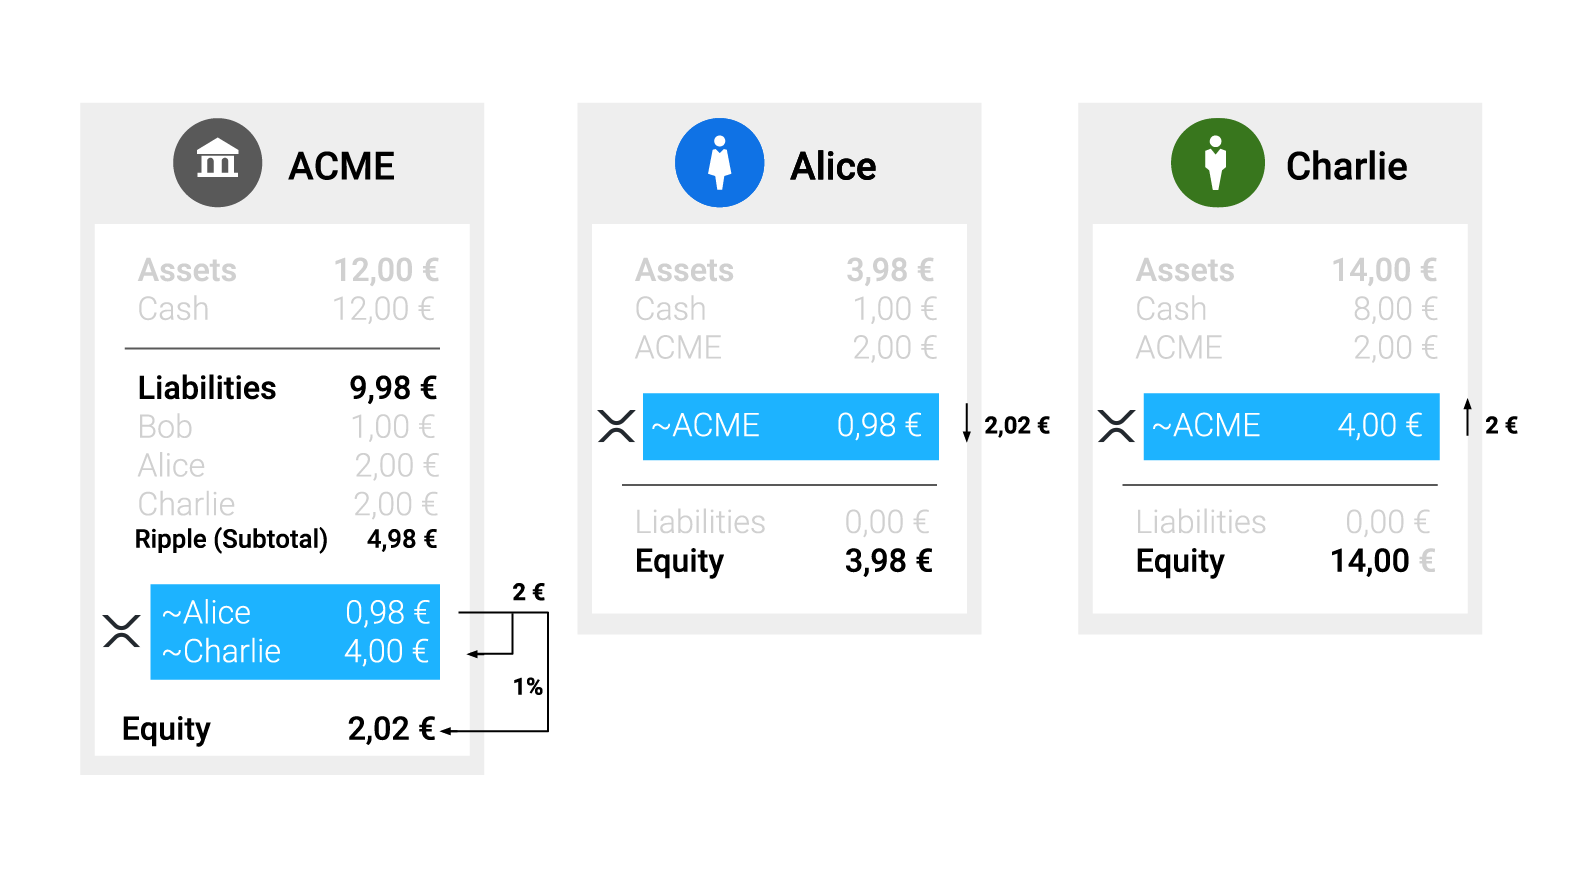 ACME
Assets 12,00 €
Cash 12,00 €
Liabilities 9,98 €
Bob 1,00 €
Alice 2,00 €
Charlie 2,00 €
Ripple (Subtotal) 4,98 €
~Alice 0,98 €
~Charlie 4,00 €
2 €
1%
Equity 2,02 €
Alice
Assets 3,98 €
Cash 1,00 €
ACME 2,00 €
~ACME 0,98 €
2,02 €
Liabilities 0,00 €
Equity 3,98 €
Charlie
Assets 14,00 €
Cash 8,00 €
ACME 2,00 €
~ACME 4,00 €
2 €
Liabilities 0,00 €
Equity 14,00 €